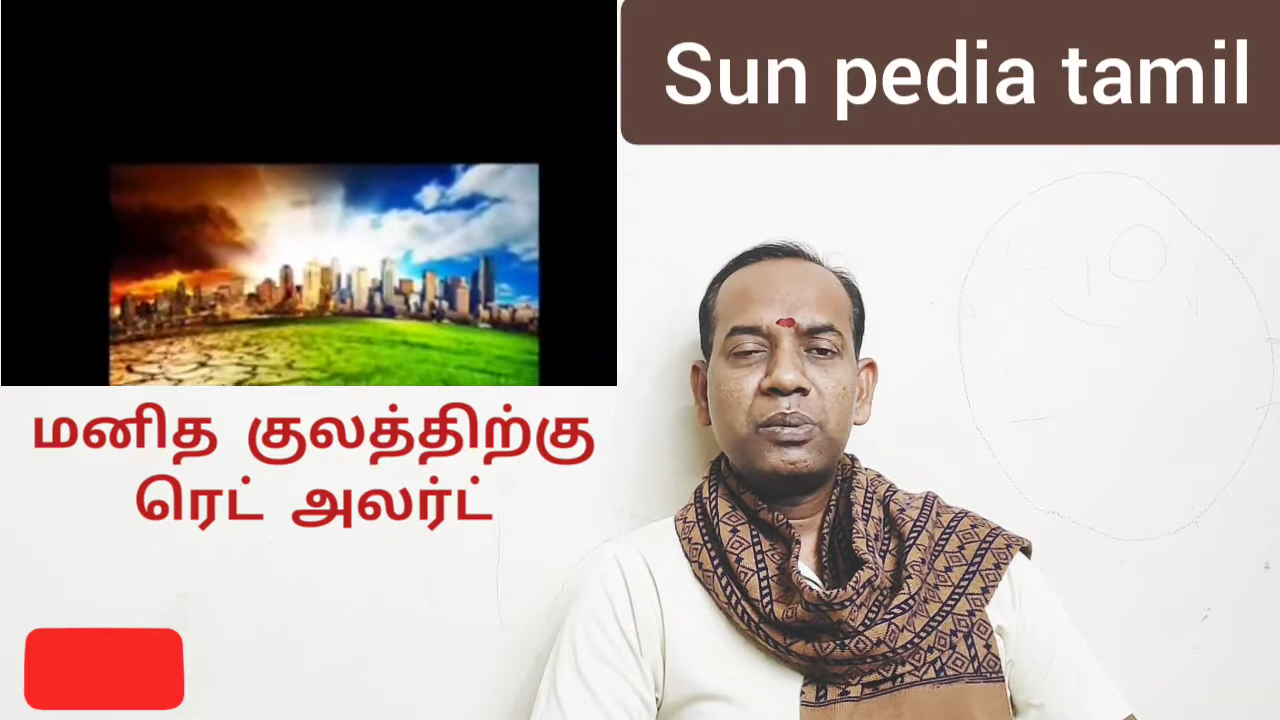 Sun pedia tamil
மனித குலத்திற்கு
ரெட் அலர்ட்